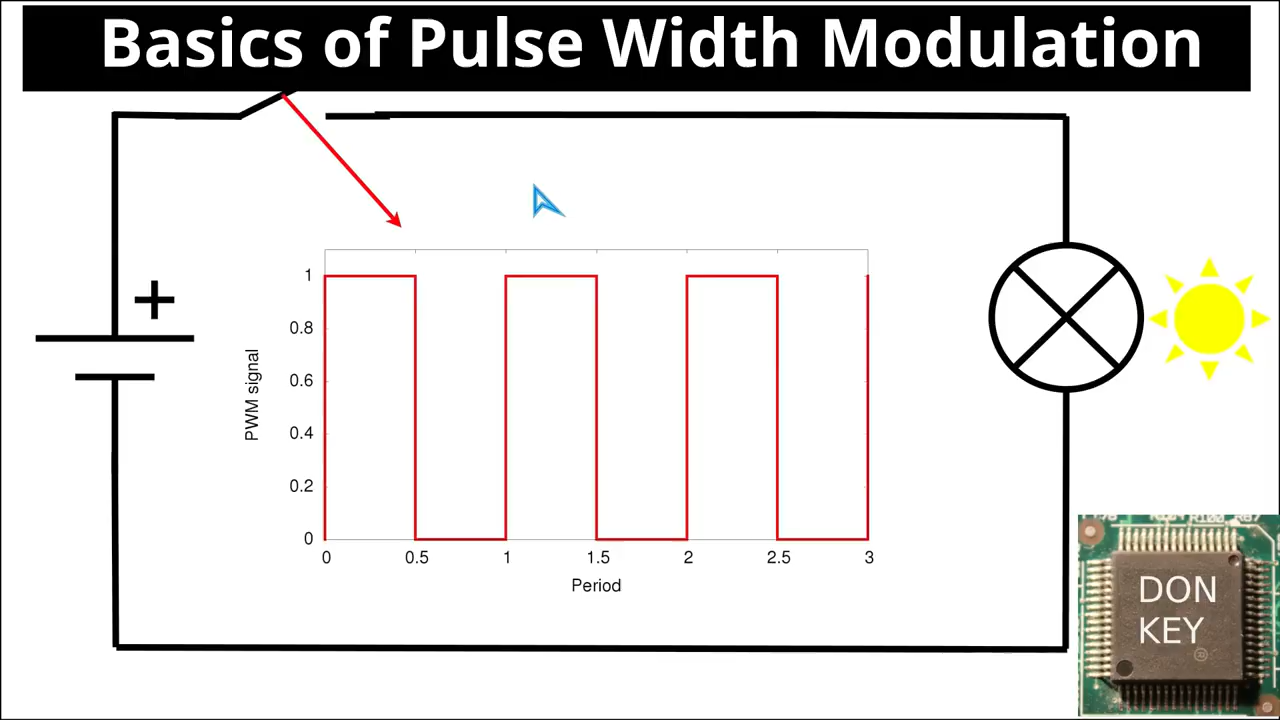 Basics of Pulse Width Modulation
+
1
0.8
0.6
0.4
0.2
0
PWM signal
0 0.5 1 1.5 2 2.5 3
Period
DON
KEY
®